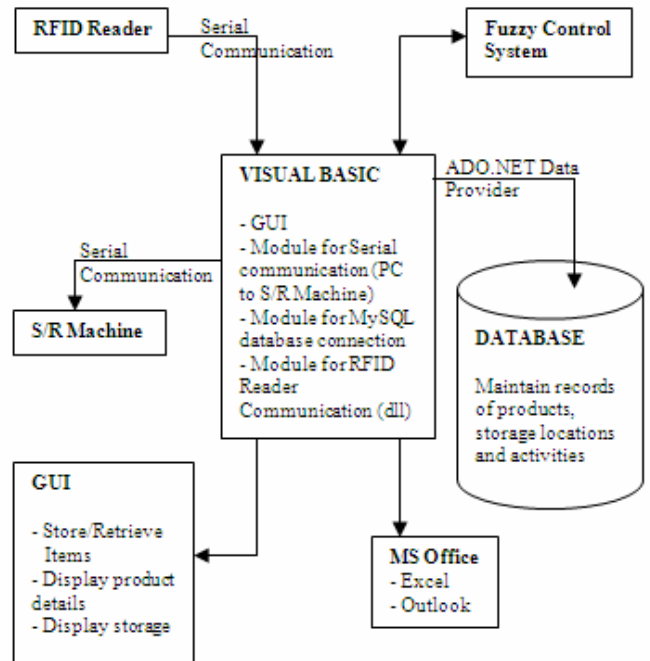 RFID Reader
Serial
Communication
Fuzzy Control
System
VISUAL BASIC
- GUI
- Module for Serial
communication (PC
to S/R Machine)
- Module for MySQL
database connection
- Module for RFID
Reader
Communication (dll)
ADO.NET Data
Provider
Serial
Communication
S/R Machine
DATABASE
Maintain records
of products,
storage locations
and activities
GUI
- Store/Retrieve
Items
- Display product
details
- Display storage
MS Office
- Excel
- Outlook